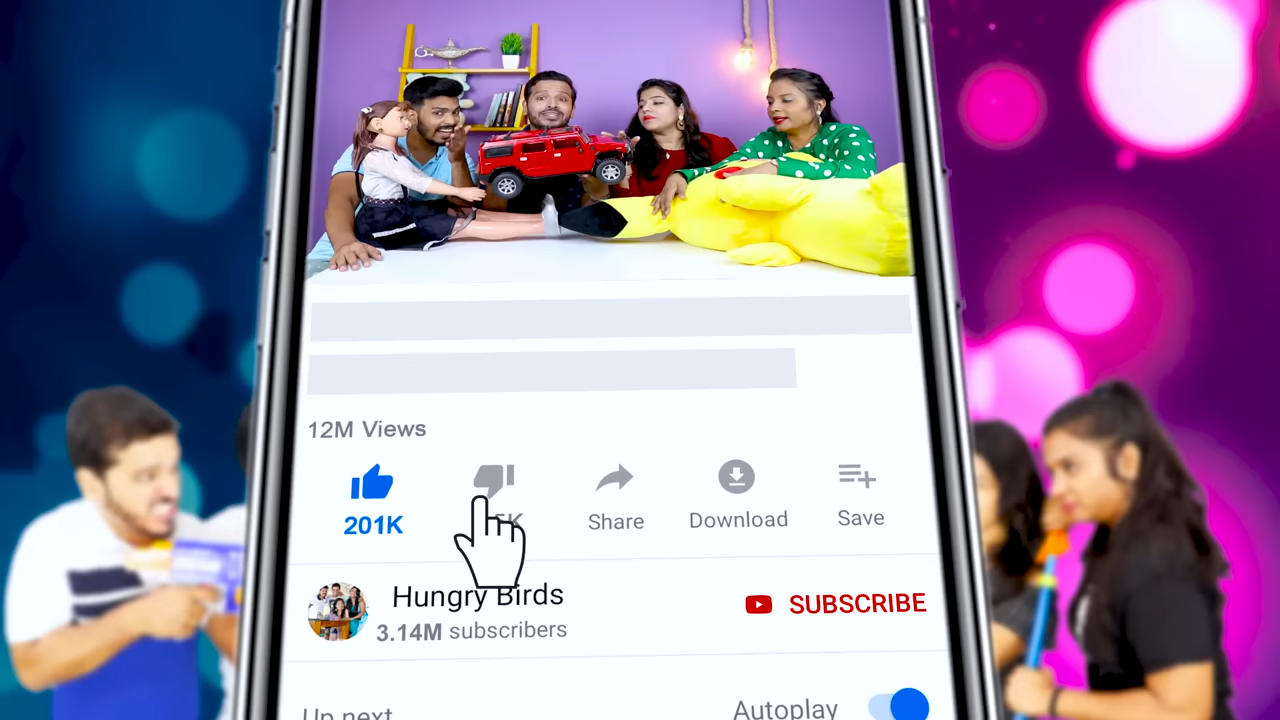 12M Views
201K
Share
Download
Save
Hungry Birds
3.14M subscribers
SUBSCRIBE
Up next
Autoplay